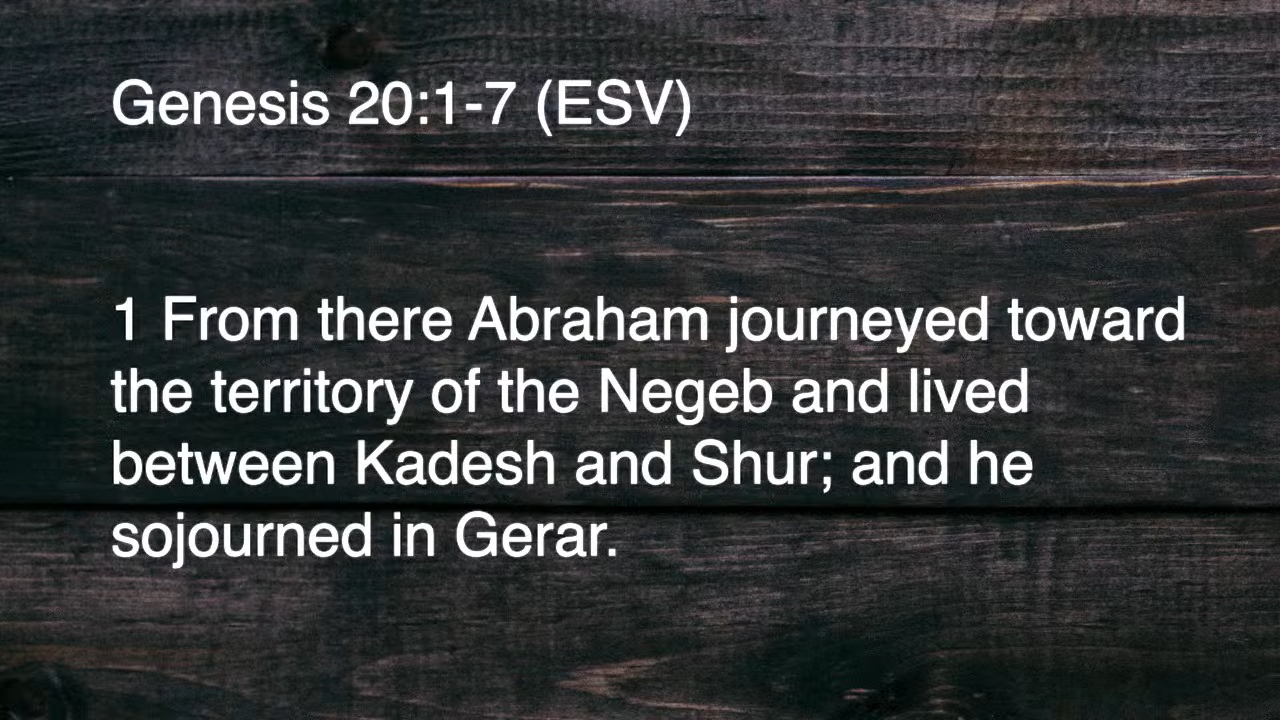 Genesis 20:1-7 (ESV)
1 From there Abraham journeyed toward
the territory of the Negeb and lived
between Kadesh and Shur; and he
sojourned in Gerar.